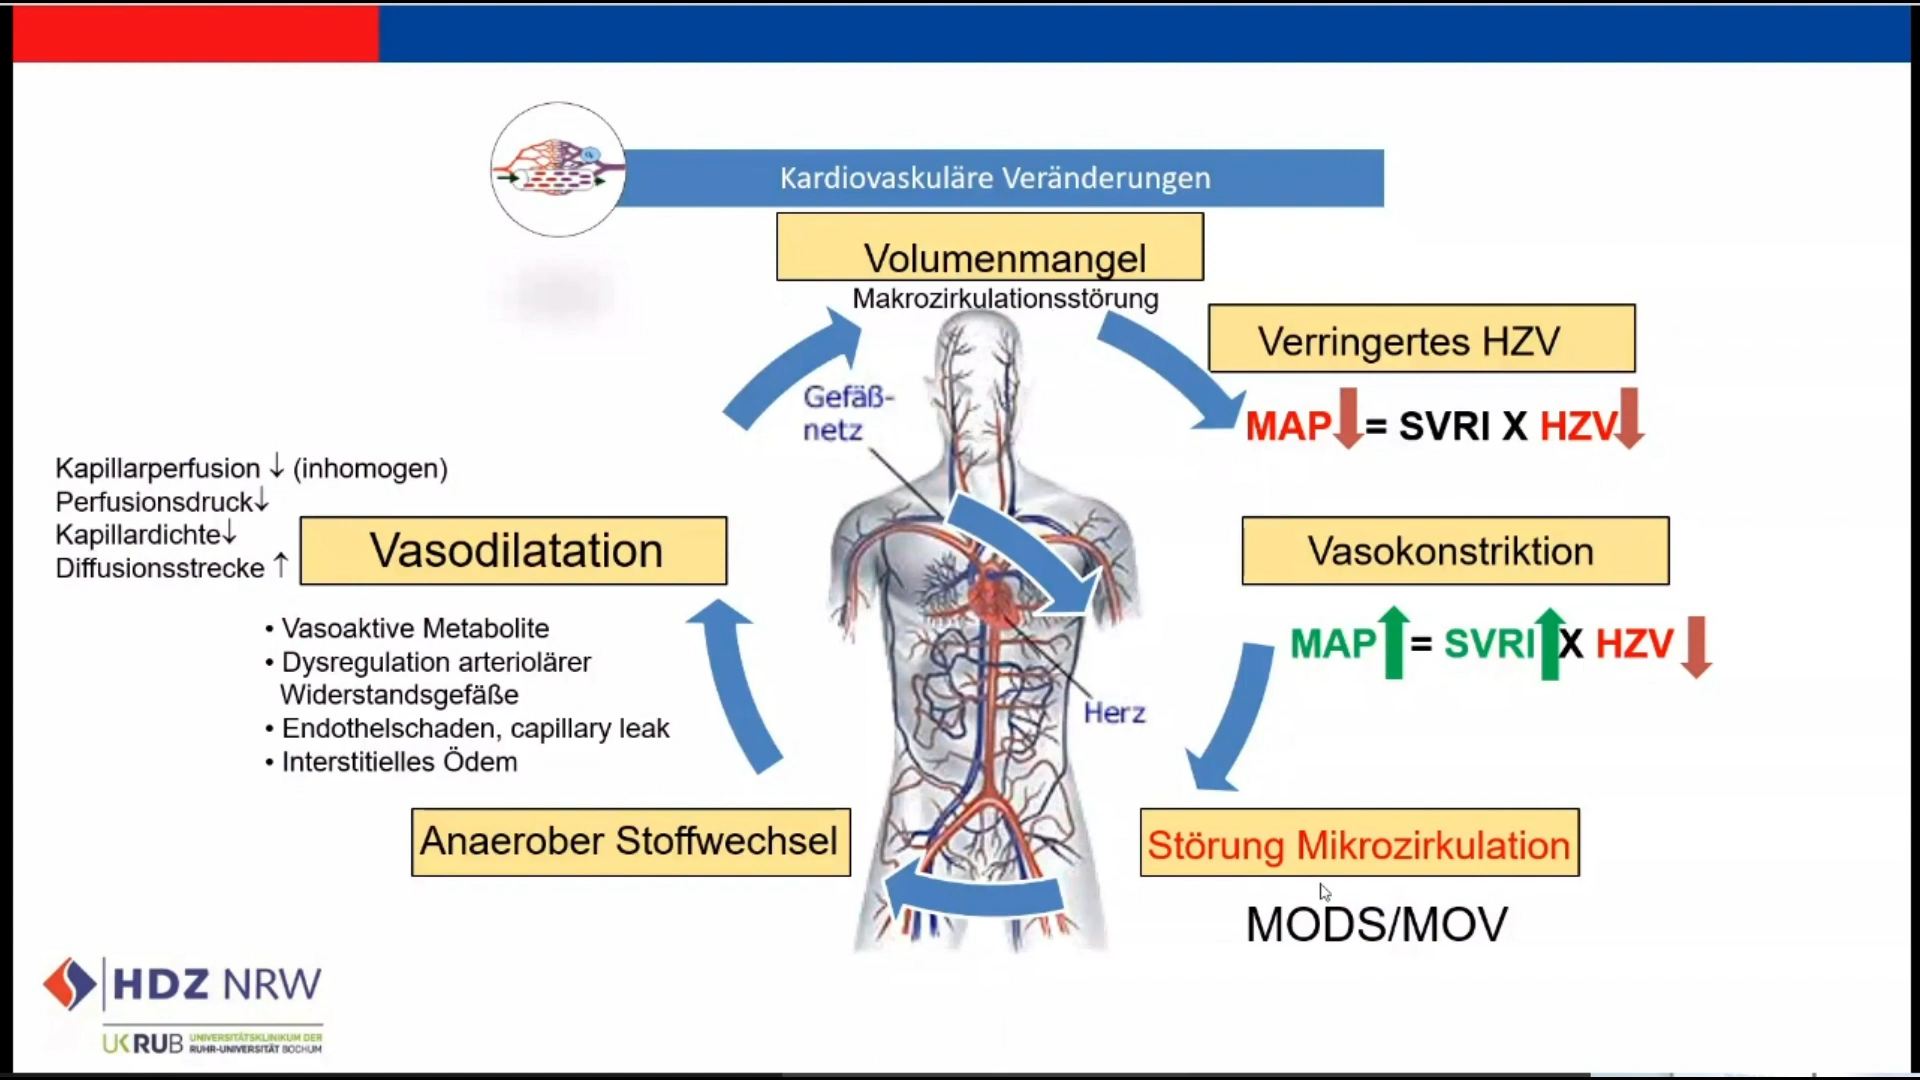 Kardiovaskuläre Veränderungen
Volumenmangel
Makrozirkulationsstörung
Verringertes HZV
MAP = SVRI X HZV
Gefäß-
netz
Kapillarperfusion ↓ (inhomogen)
Perfusionsdruck↓
Kapillardichte↓
Diffusionsstrecke ↑
Vasodilatation
Vasokonstriktion
MAP = SVRI X HZV
• Vasoaktive Metabolite
• Dysregulation arteriolärer
Widerstandsgefäße
• Endothelschaden, capillary leak
• Interstitielles Ödem
Herz
Anaerober Stoffwechsel
Störung Mikrozirkulation
MODS/MOV
HDZ NRW
UK RUB UNIVERSITÄTSKLINIKUM DER
RUHR-UNIVERSITÄT BOCHUM